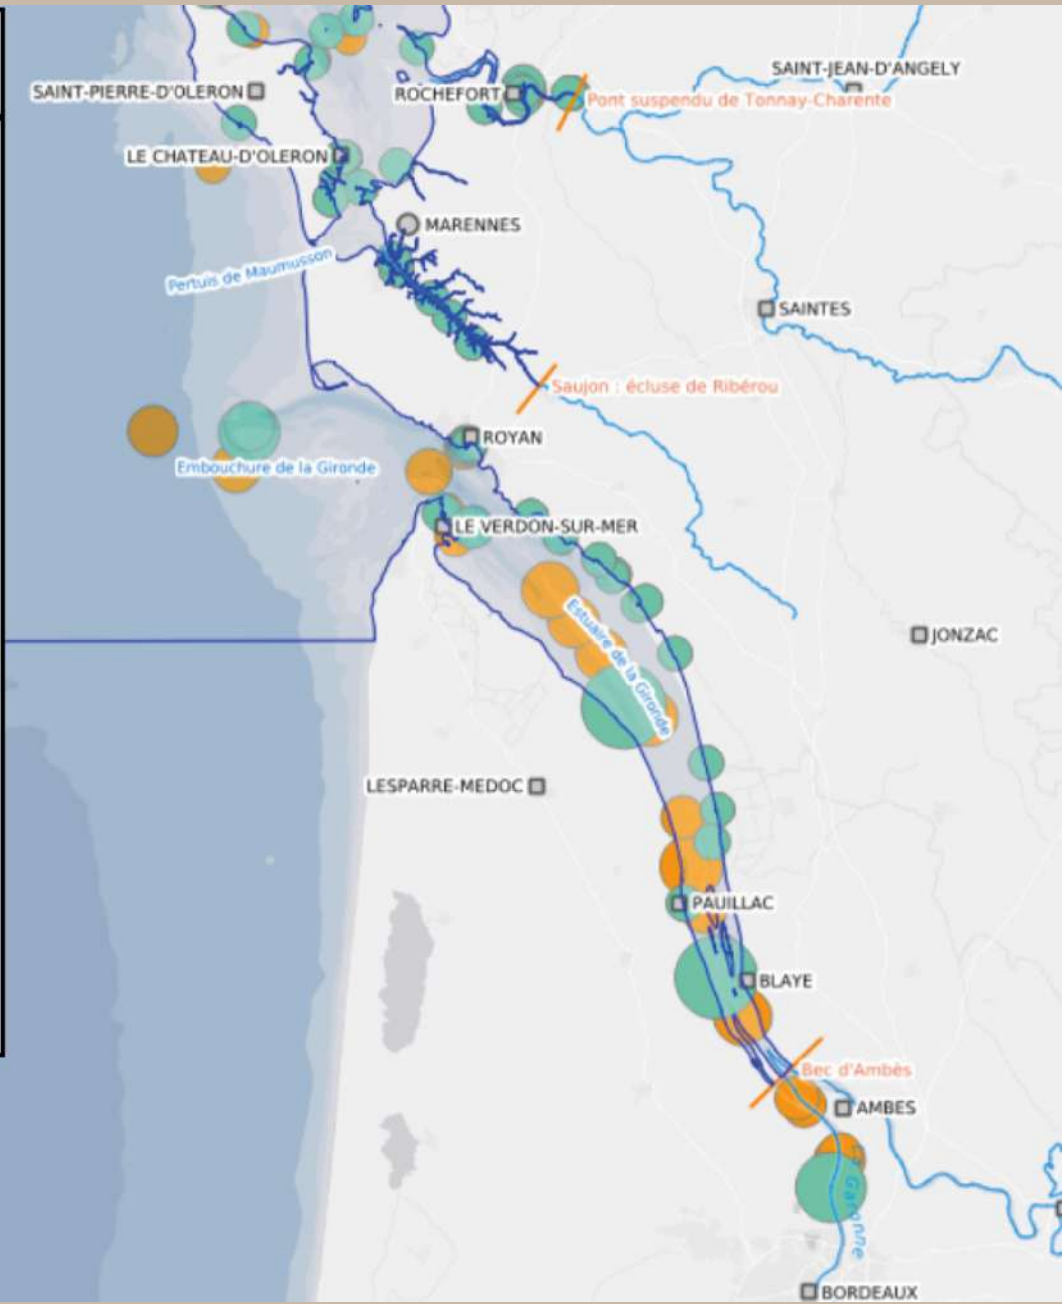 SAINT-JEAN-D'ANGELY
SAINT-PIERRE-D'OLERON
ROCHEFORT
Pont suspendu de Tonnay-Charente
LE CHATEAU-D'OLERON
MARENNES
Pertuis de Maumusson
SAINTES
Saujon : écluse de Ribérou
ROYAN
Embouchure de la Gironde
LE VERDON-SUR-MER
Estuaire de la Gironde
JONZAC
LESPARRE-MEDOC
PAUILLAC
BLAYE
Bec d'Ambès
AMBES
La Garonne
BORDEAUX